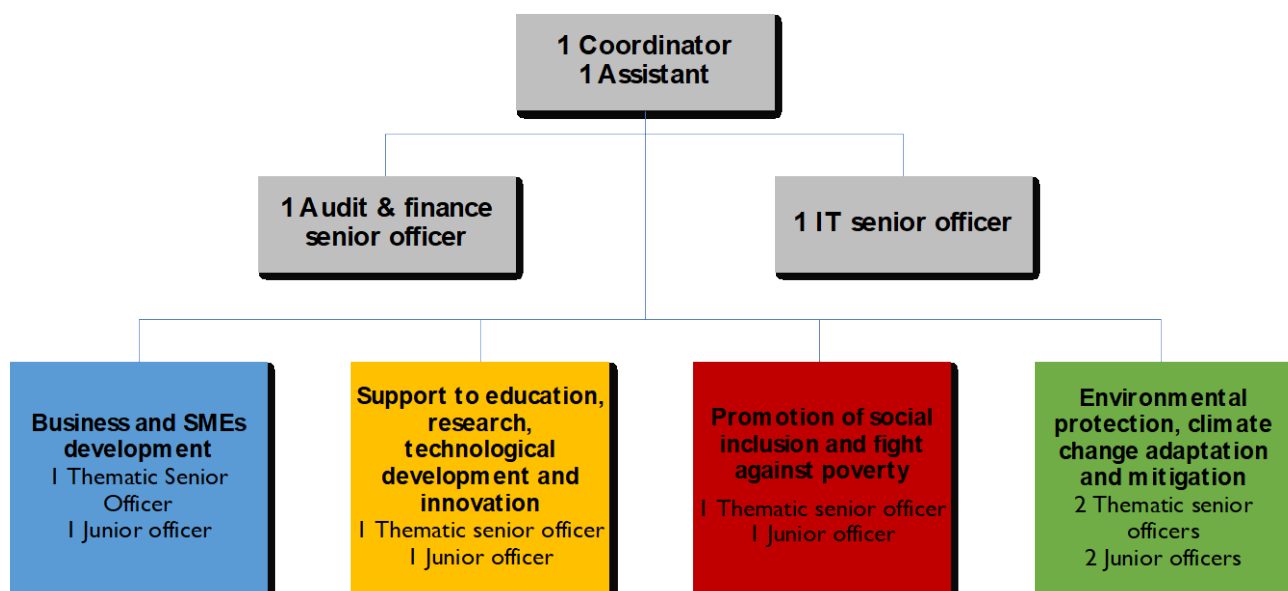 1 Coordinator
1 Assistant
1 Audit & finance
senior officer
1 IT senior officer
Business and SMEs
development
1 Thematic Senior
Officer
1 Junior officer
Support to education,
research,
technological
development and
innovation
1 Thematic senior officer
1 Junior officer
Promotion of social
inclusion and fight
against poverty
1 Thematic senior officer
1 Junior officer
Environmental
protection, climate
change adaptation
and mitigation
2 Thematic senior
officers
2 Junior officers